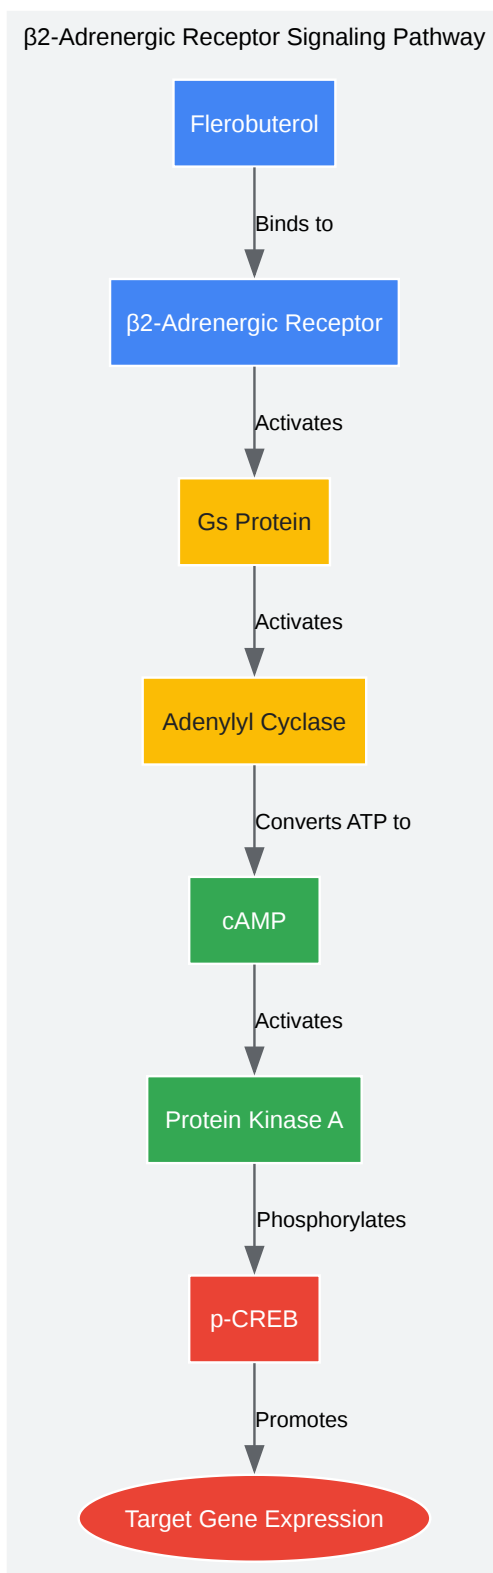 β2-Adrenergic Receptor Signaling Pathway
Flerobuterol
Binds to
β2-Adrenergic Receptor
Activates
Gs Protein
Activates
Adenylyl Cyclase
Converts ATP to
cAMP
Activates
Protein Kinase A
Phosphorylates
p-CREB
Promotes
Target Gene Expression